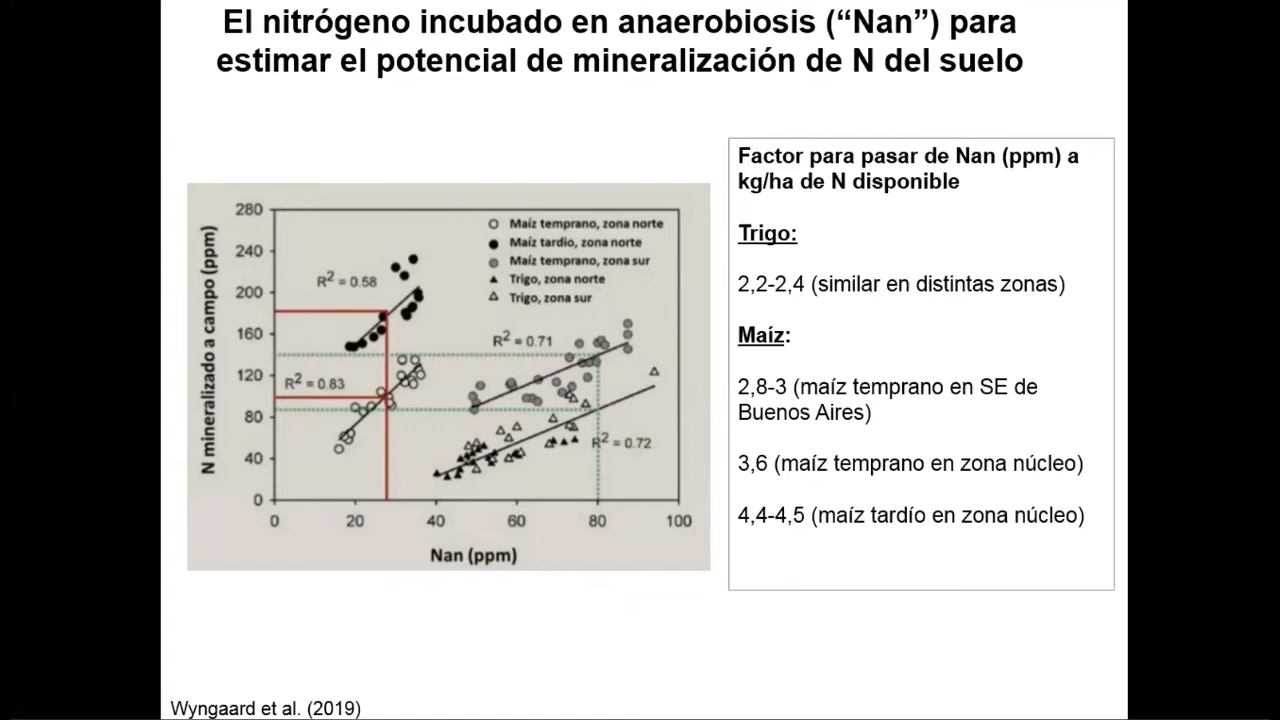 El nitrógeno incubado en anaerobiosis (“Nan”) para
estimar el potencial de mineralización de N del suelo
Factor para pasar de Nan (ppm) a
kg/ha de N disponible
Trigo:
2,2-2,4 (similar en distintas zonas)
Maíz:
2,8-3 (maíz temprano en SE de
Buenos Aires)
3,6 (maíz temprano en zona núcleo)
4,4-4,5 (maíz tardío en zona núcleo)
N mineralizado a campo (ppm)
280
240
200
160
120
80
40
0
Maíz temprano, zona norte
Maíz tardio, zona norte
Maíz temprano, zona sur
Trigo, zona norte
Trigo, zona sur
R² = 0.58
R² = 0.71
R² = 0.83
R² = 0.72
0 20 40 60 80 100
Nan (ppm)
Wyngaard et al. (2019)